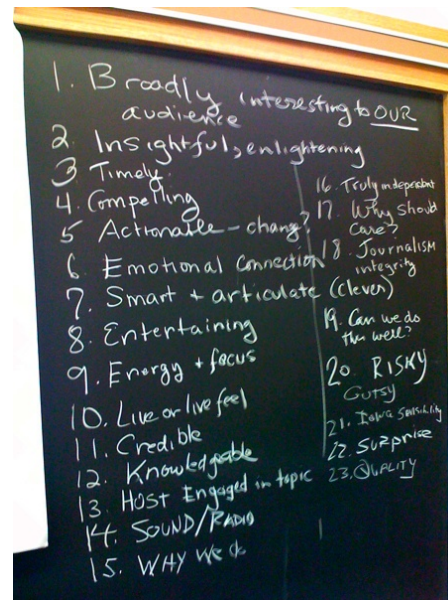 1. Broadly interesting to OUR
audience
2. Insightful, enlightening
3 Timely.
4. Compelling
5 Actionable - change?
6. Emotional Connection
7. Smart + articulate (clever)
8. Entertaining
9. Energy + focus
10. Live or live feel
11. Credible
12. Knowledgeable
13. HOST Engaged in topic
14. SOUND/RADIO
15. WHY We
16. Truly independent
17. Why Should
Care?
18. Journalism
integrity
19. Can we do
this well?
20. RISKY
GUTSY
21. Iowa sensibility
22. Surprise
23. QUALITY